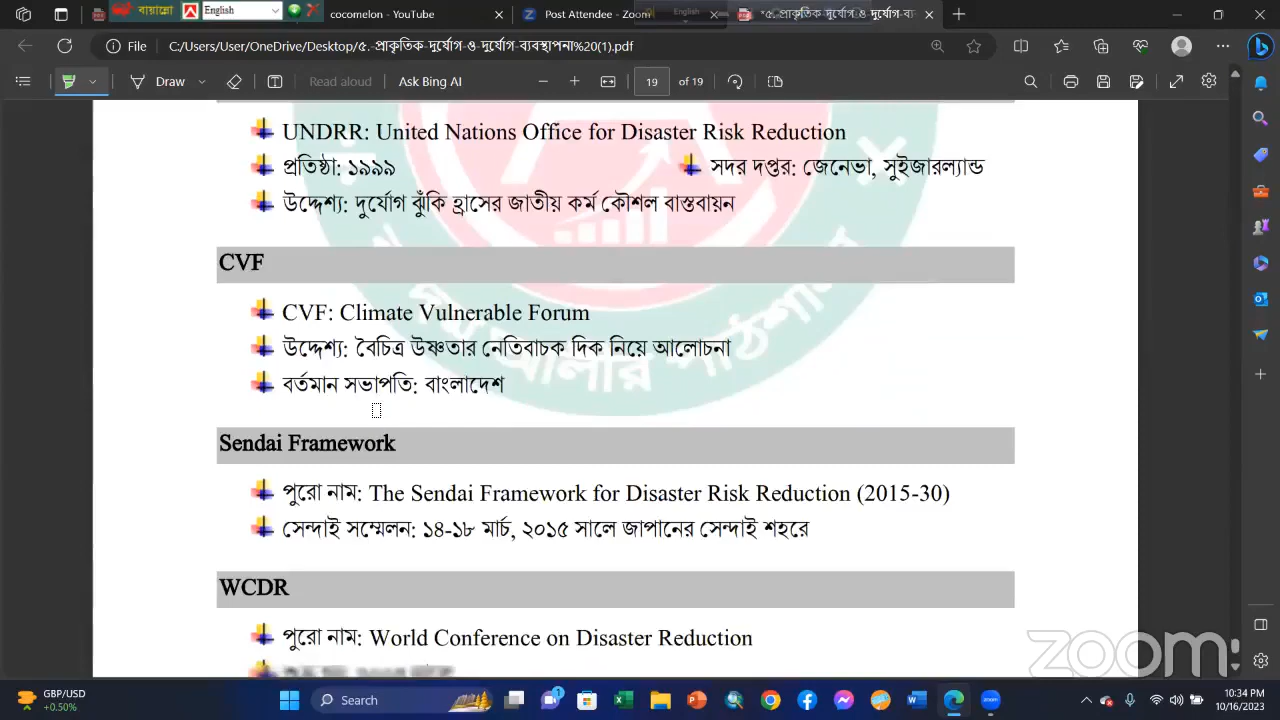 বায়ান্নো English
cocomelon - YouTube
Post Attendee - Zoom
English
৫. প্রাকৃতিক দুর্যোগ ও দুর্যোগ ব্যব
File C:/Users/User/OneDrive/Desktop/৫.-প্রাকৃতিক-দুর্যোগ-ও-দুর্যোগ-ব্যবস্থাপনা%20(1).pdf
Draw Read aloud Ask Bing AI 19 of 19
UNDRR: United Nations Office for Disaster Risk Reduction
প্রতিষ্ঠা: ১৯৯৯ সদর দপ্তর: জেনেভা, সুইজারল্যান্ড
উদ্দেশ্য: দুর্যোগ ঝুঁকি হ্রাসের জাতীয় কর্ম কৌশল বাস্তবায়ন
CVF
CVF: Climate Vulnerable Forum
উদ্দেশ্য: বৈচিত্র উষ্ণতার নেতিবাচক দিক নিয়ে আলোচনা
বর্তমান সভাপতি: বাংলাদেশ
Sendai Framework
পুরো নাম: The Sendai Framework for Disaster Risk Reduction (2015-30)
সেন্দাই সম্মেলন: ১৪-১৮ মার্চ, ২০১৫ সালে জাপানের সেন্দাই শহরে
WCDR
পুরো নাম: World Conference on Disaster Reduction
zoom
GBP/USD
+0.50%
Search
10:34 PM
10/16/2023